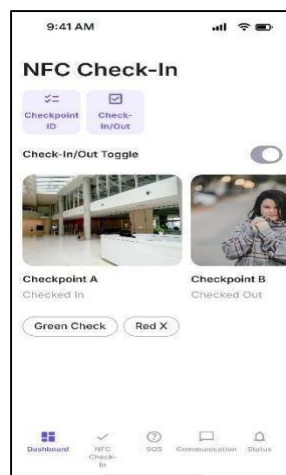 9:41 AM
NFC Check-In
Checkpoint
ID
Check-
In/Out
Check-In/Out Toggle
Checkpoint A
Checked In
Checkpoint B
Checked Out
Green Check
Red X
Dashboard
NFC
Check-
In
SOS
Communication
Status